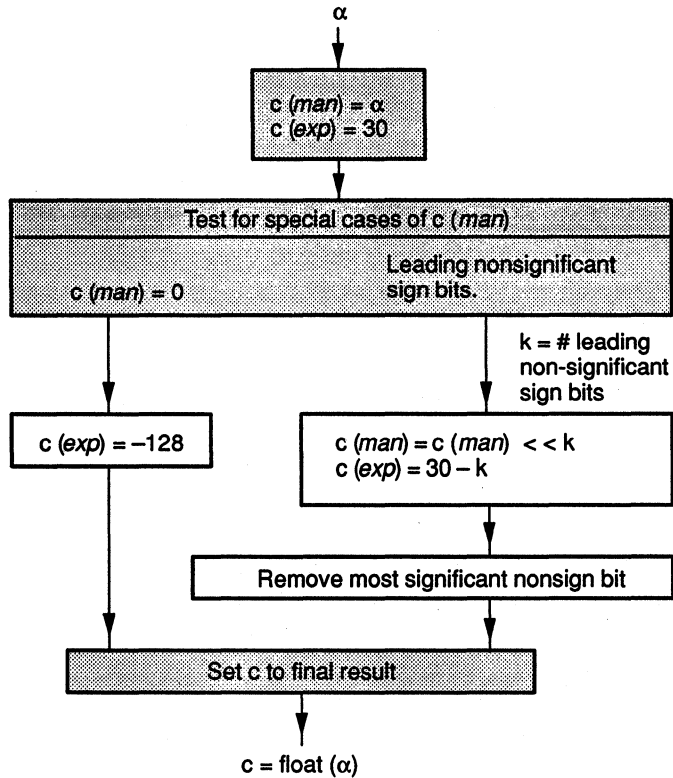 α
c (man) = α
c (exp) = 30
Test for special cases of c (man)
c (man) = 0
Leading nonsignificant
sign bits.
k = # leading
non-significant
sign bits
c (exp) = –128
c (man) = c (man) < < k
c (exp) = 30 – k
Remove most significant nonsign bit
Set c to final result
c = float (α)